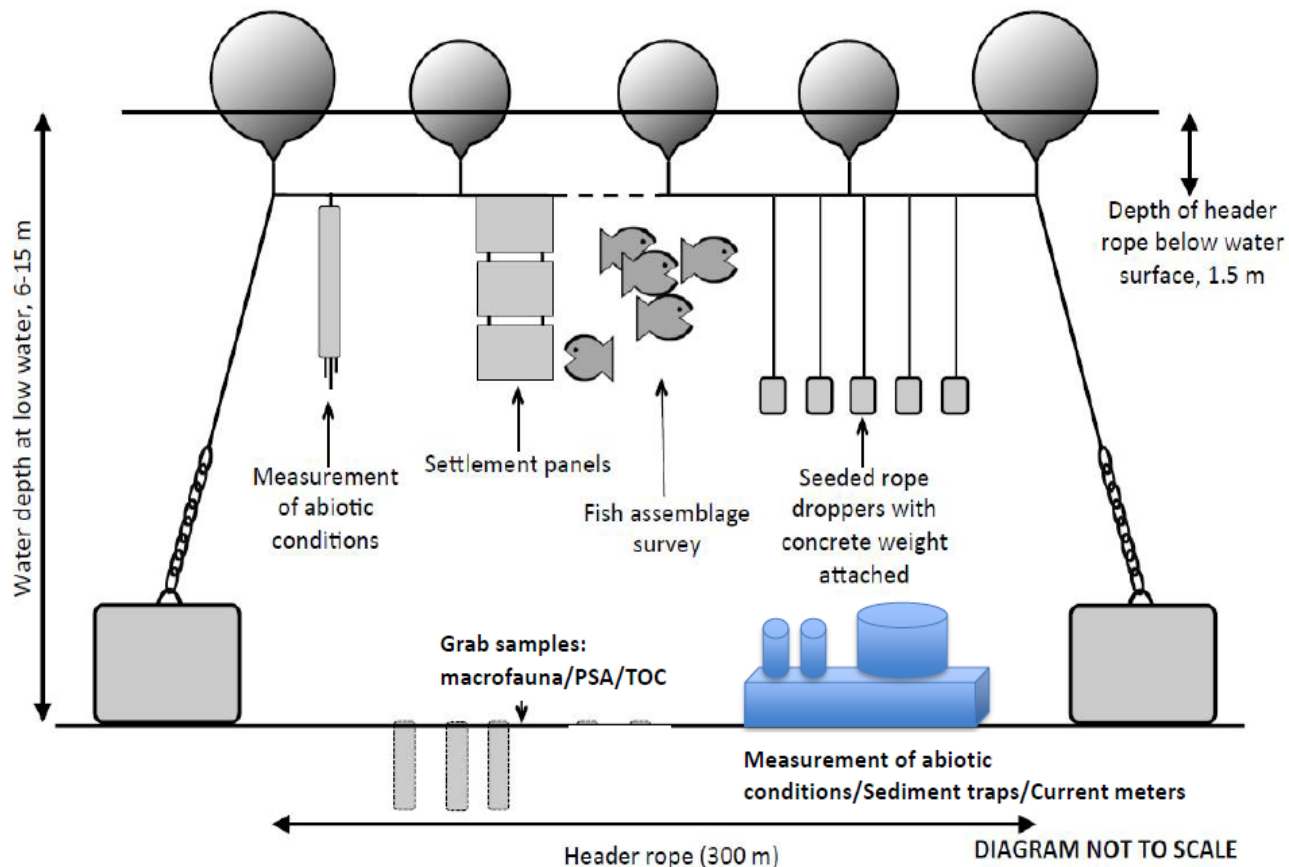 Water depth at low water, 6-15 m
Depth of header
rope below water
surface, 1.5 m
Measurement
of abiotic
conditions
Settlement panels
Fish assemblage
survey
Seeded rope
droppers with
concrete weight
attached
Grab samples:
macrofauna/PSA/TOC
Measurement of abiotic
conditions/Sediment traps/Current meters
Header rope (300 m)
DIAGRAM NOT TO SCALE